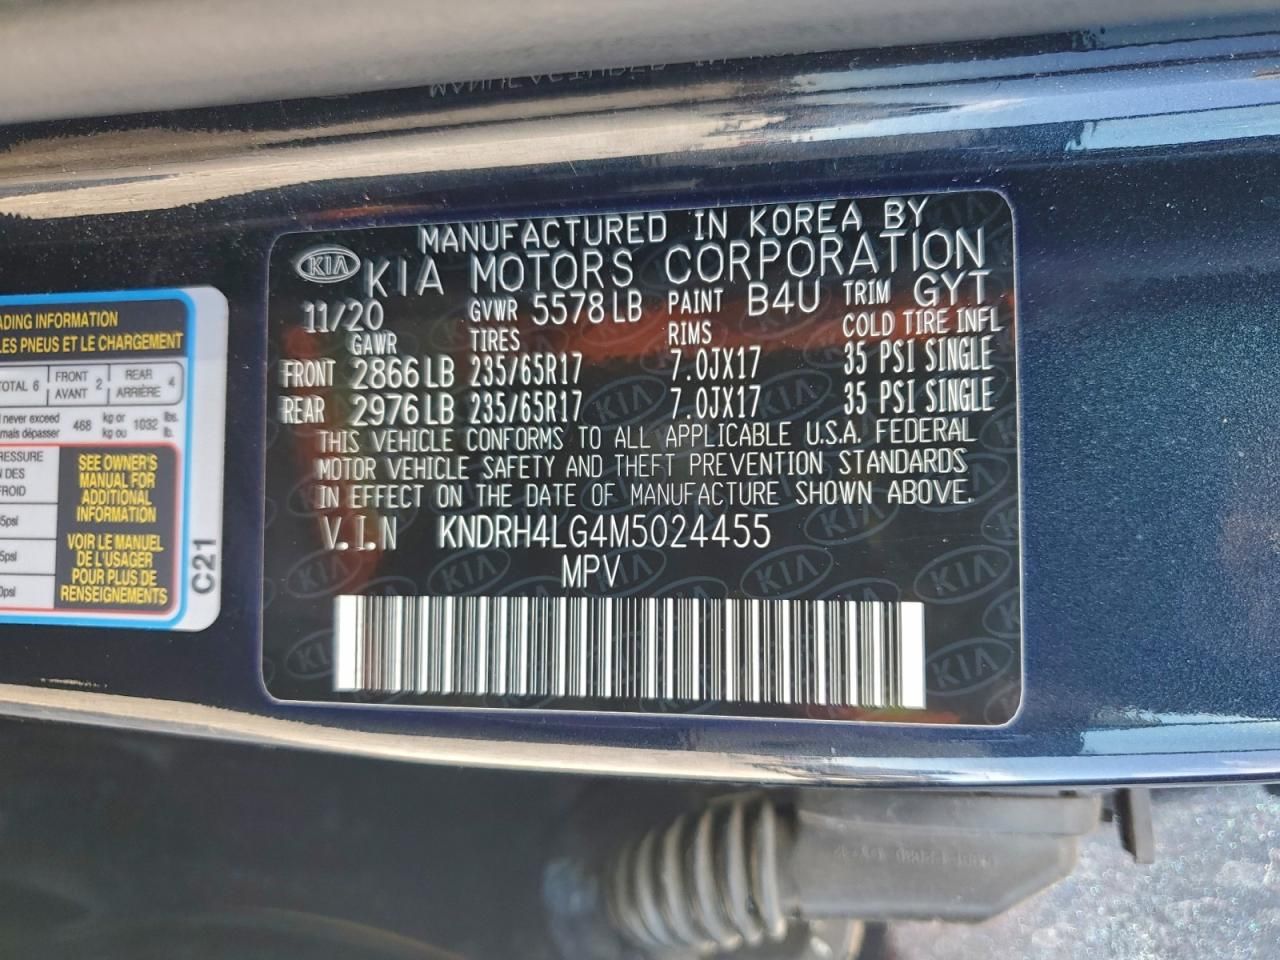 ADING INFORMATION
LES PNEUS ET LE CHARGEMENT
TOTAL 6
FRONT
AVANT 2
REAR
ARRIÈRE 4
never exceed
mais dépasser 468 kg or
kg ou 1032 lbs.
lb.
SEE OWNER'S
MANUAL FOR
ADDITIONAL
INFORMATION
VOIR LE MANUEL
DE L'USAGER
POUR PLUS DE
RENSEIGNEMENTS
C21
MANUFACTURED IN KOREA BY
KIA KIA MOTORS CORPORATION
11/20 GVWR 5578 LB PAINT B4U TRIM GYT
GAWR TIRES RIMS COLD TIRE INFL
FRONT 2866 LB 235/65R17 7.0JX17 35 PSI SINGLE
REAR 2976 LB 235/65R17 7.0JX17 35 PSI SINGLE
THIS VEHICLE CONFORMS TO ALL APPLICABLE U.S.A. FEDERAL
MOTOR VEHICLE SAFETY AND THEFT PREVENTION STANDARDS
IN EFFECT ON THE DATE OF MANUFACTURE SHOWN ABOVE.
V.I.N KNDRH4LG4M5024455
MPV